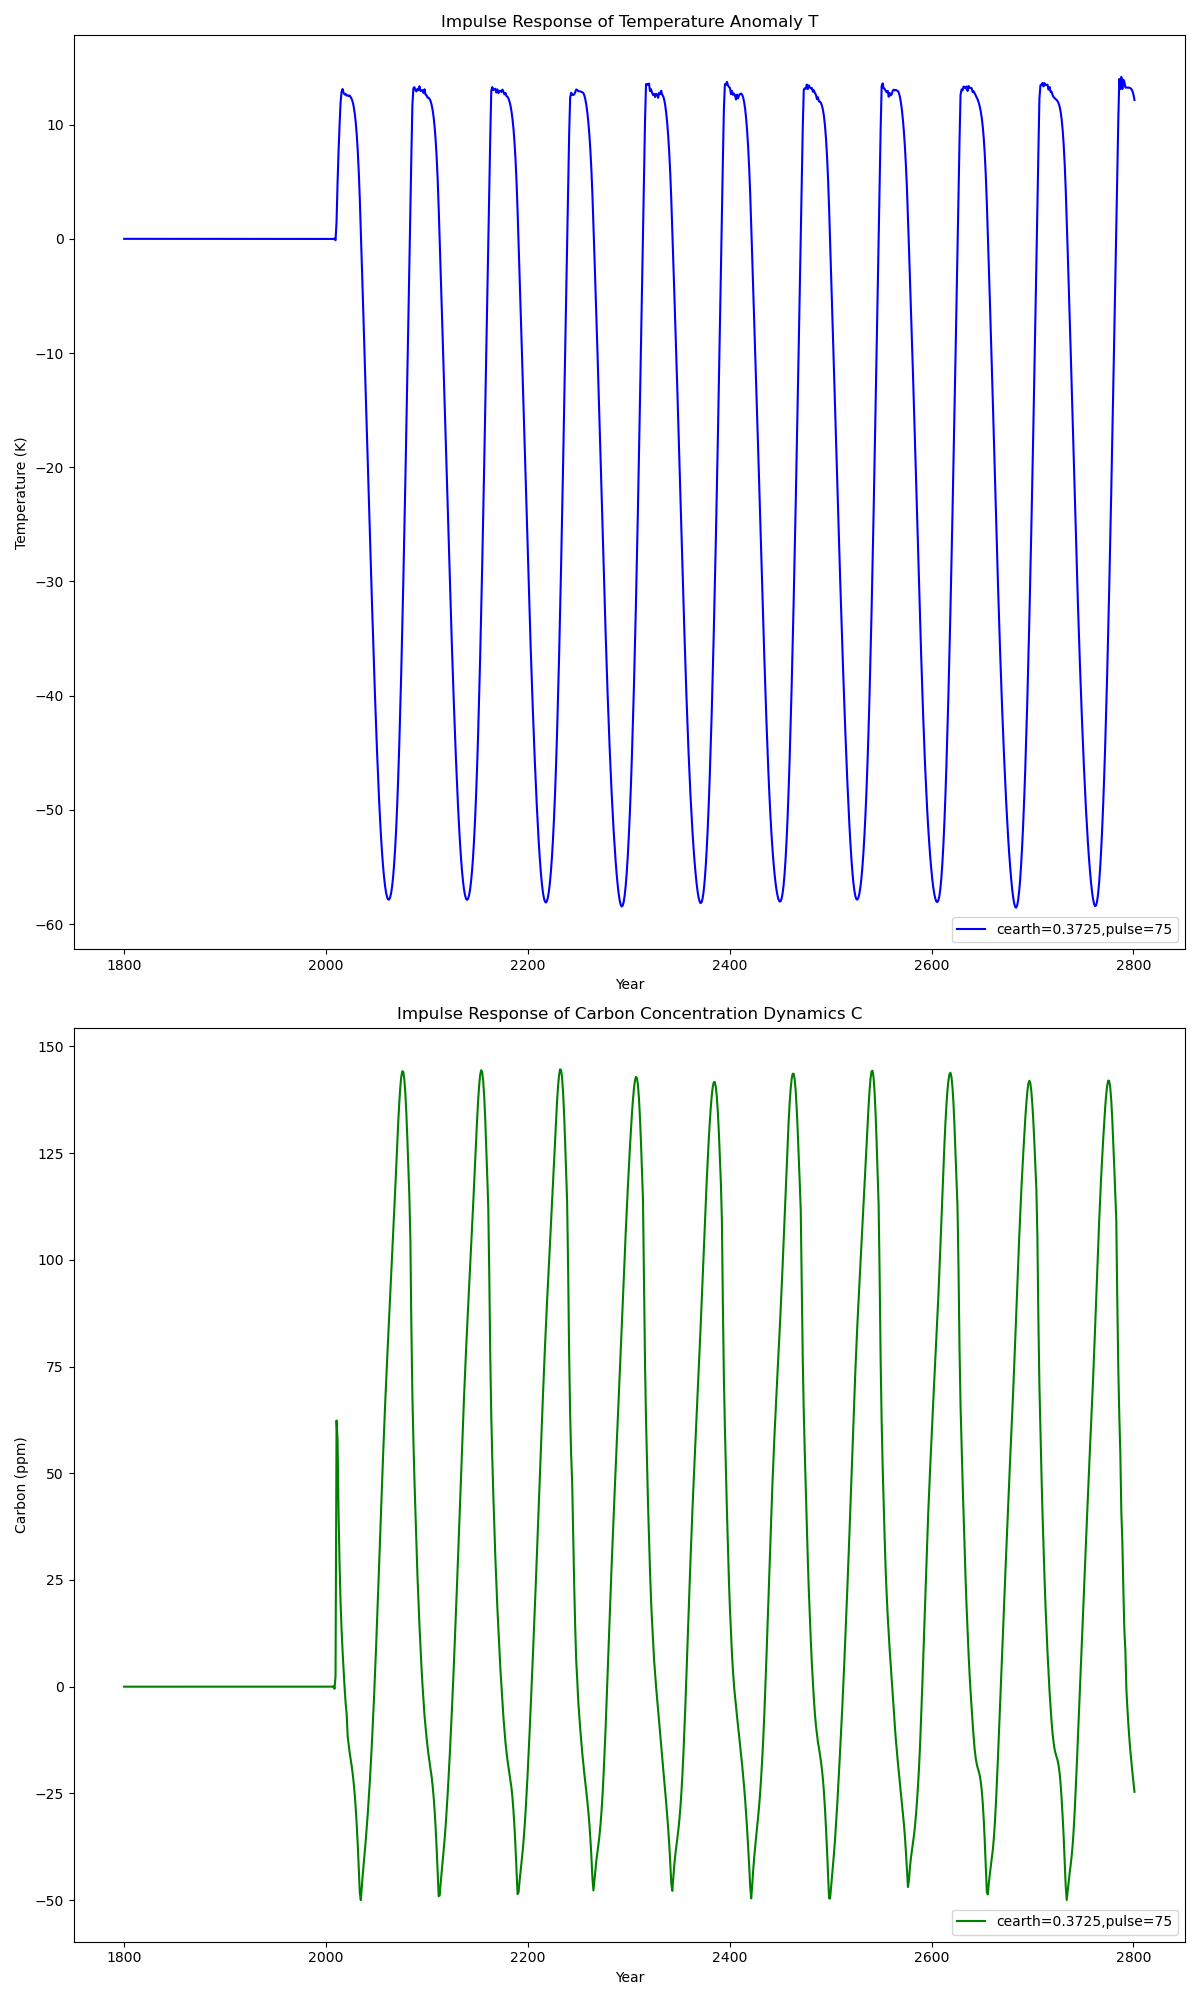 Impulse Response of Temperature Anomaly T
Temperature (K)
10
0
−10
−20
−30
−40
−50
−60
1800 2000 2200 2400 2600 2800
Year
cearth=0.3725,pulse=75
Impulse Response of Carbon Concentration Dynamics C
Carbon (ppm)
150
125
100
75
50
25
0
−25
−50
1800 2000 2200 2400 2600 2800
Year
cearth=0.3725,pulse=75